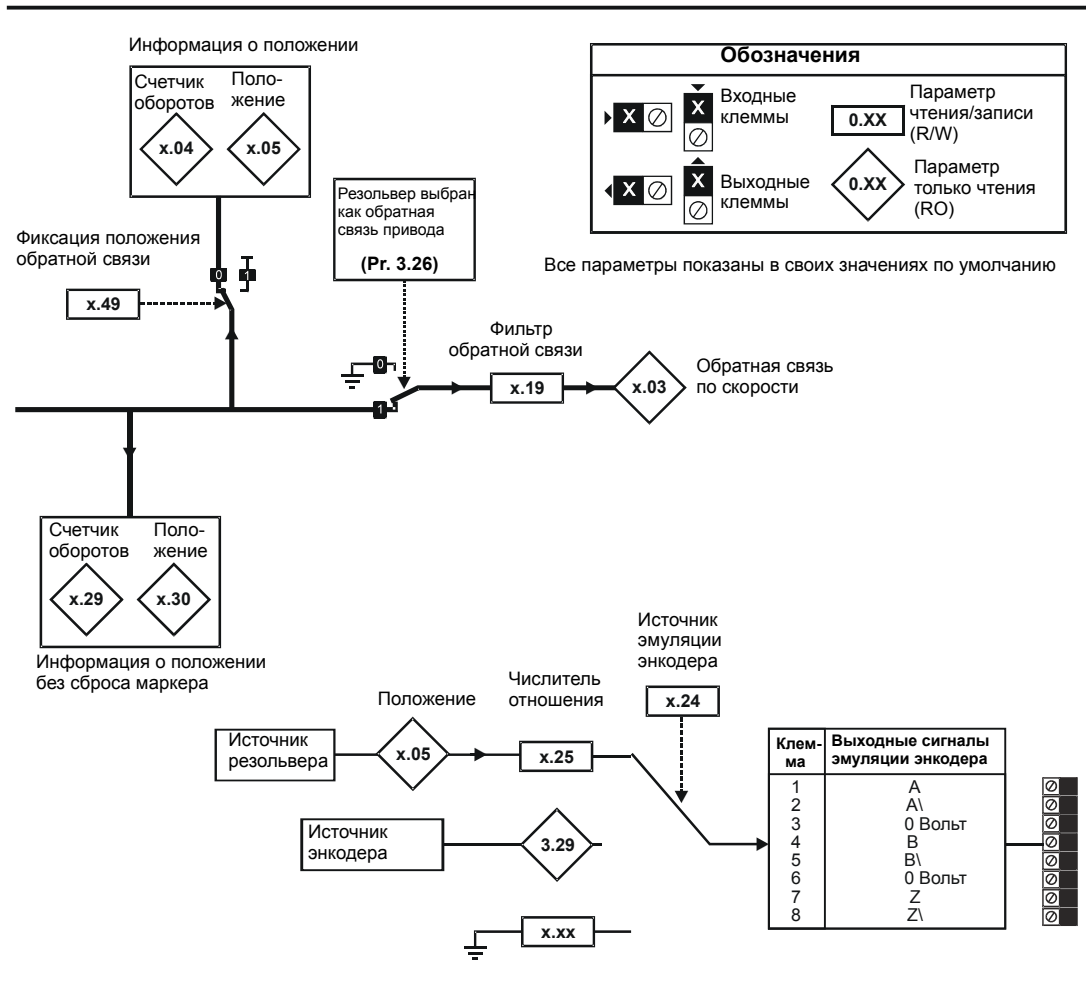 Информация о положении
Счетчик
оборотов
Поло-
жение
x.04
x.05
Обозначения
X
X
Входные
клеммы
0.XX
Параметр
чтения/записи
(R/W)
X
X
Выходные
клеммы
0.XX
Параметр
только чтения
(RO)
Все параметры показаны в своих значениях по умолчанию
Резольвер выбран
как обратная
связь привода
(Pr. 3.26)
Фиксация положения
обратной связи
0
1
x.49
Фильтр
обратной связи
0
1
x.19
x.03
Обратная связь
по скорости
Счетчик
оборотов
Поло-
жение
x.29
x.30
Информация о положении
без сброса маркера
Источник
эмуляции
энкодера
x.24
Положение
Числитель
отношения
Источник
резольвера
x.05
x.25
Источник
энкодера
3.29
x.xx
Клем-
ма
Выходные сигналы
эмуляции энкодера
1 A
2 A\
3 0 Вольт
4 B
5 B\
6 0 Вольт
7 Z
8 Z\